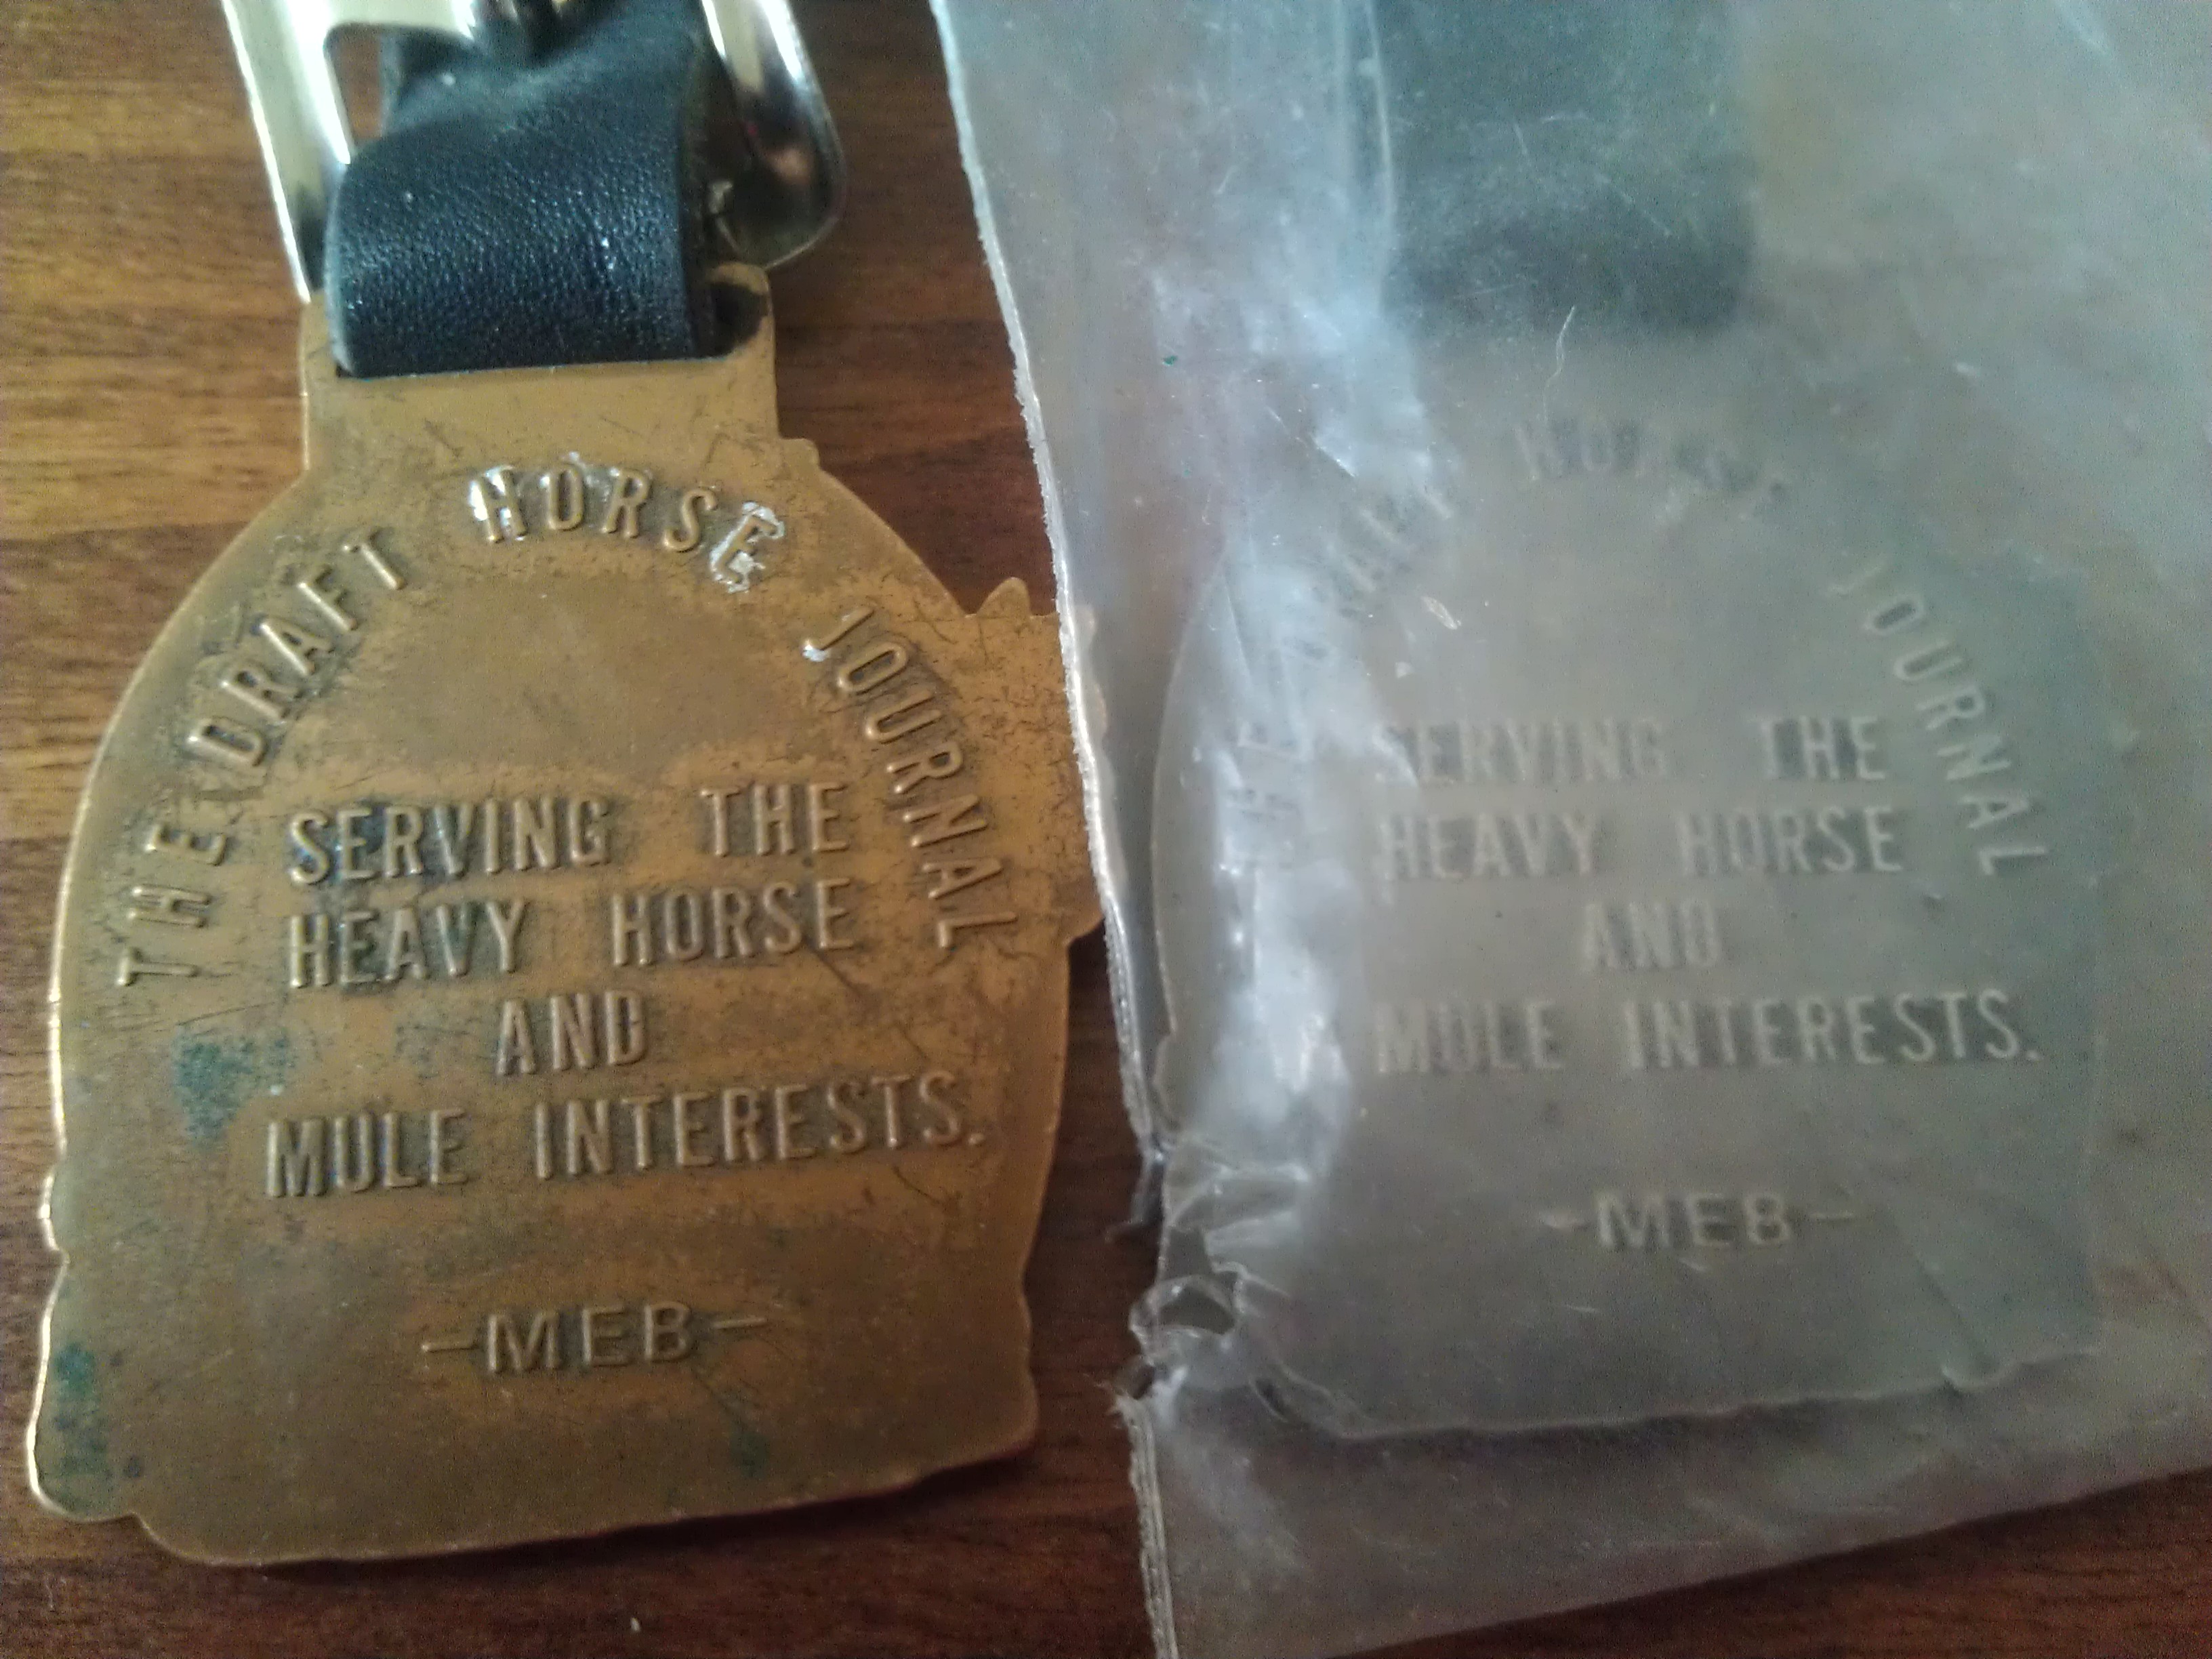 THE DRAFT HORSE JOURNAL
SERVING THE
HEAVY HORSE
AND
MULE INTERESTS.
-MEB-
HORSE JOURNAL
SERVING THE
HEAVY HORSE
AND
MULE INTERESTS.
-MEB-